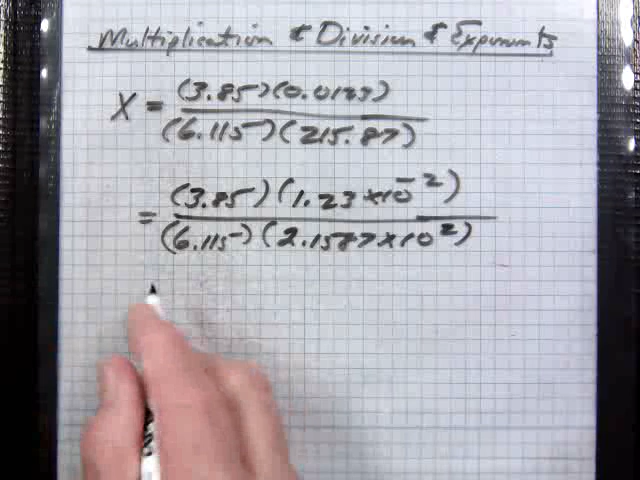 Multiplication & Division & Exponents
X = (3.85)(0.0123) / (6.115)(215.87)
= (3.85)(1.23 x 10⁻²) / (6.115)(2.1587 x 10²)